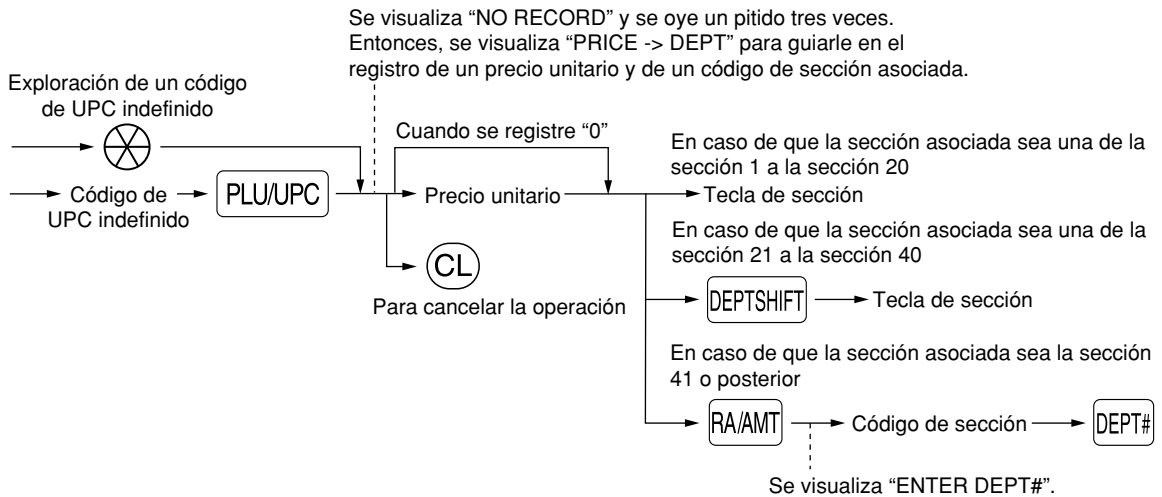 Se visualiza “NO RECORD” y se oye un pitido tres veces.
Entonces, se visualiza “PRICE -> DEPT” para guiarle en el
registro de un precio unitario y de un código de sección asociada.
Exploración de un código
de UPC indefinido
Cuando se registre “0”
Código de
UPC indefinido
PLU/UPC
Precio unitario
CL
Para cancelar la operación
En caso de que la sección asociada sea una de la
sección 1 a la sección 20
Tecla de sección
En caso de que la sección asociada sea una de la
sección 21 a la sección 40
DEPTSHIFT
Tecla de sección
En caso de que la sección asociada sea la sección
41 o posterior
RA/AMT
Código de sección
DEPT#
Se visualiza “ENTER DEPT#”.